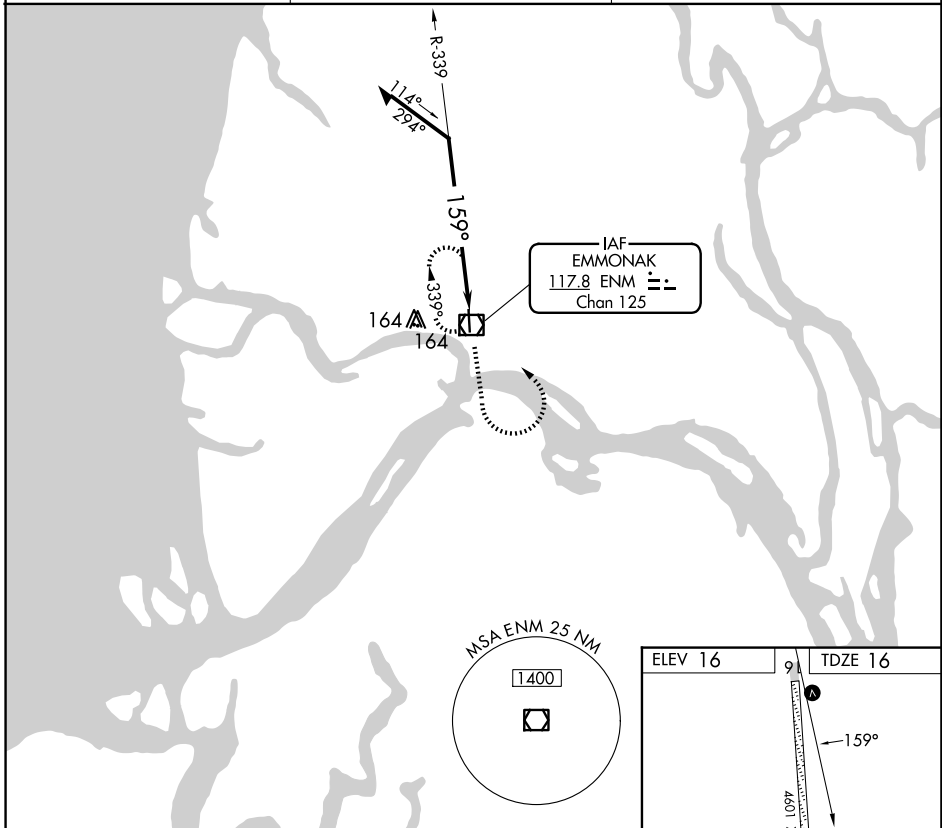 R-339
114°
294°
159°
IAF
EMMONAK
117.8 ENM
Chan 125
339°
164
164
MSA ENM 25 NM
1400
ELEV 16
16
TDZE 16
159°
4601